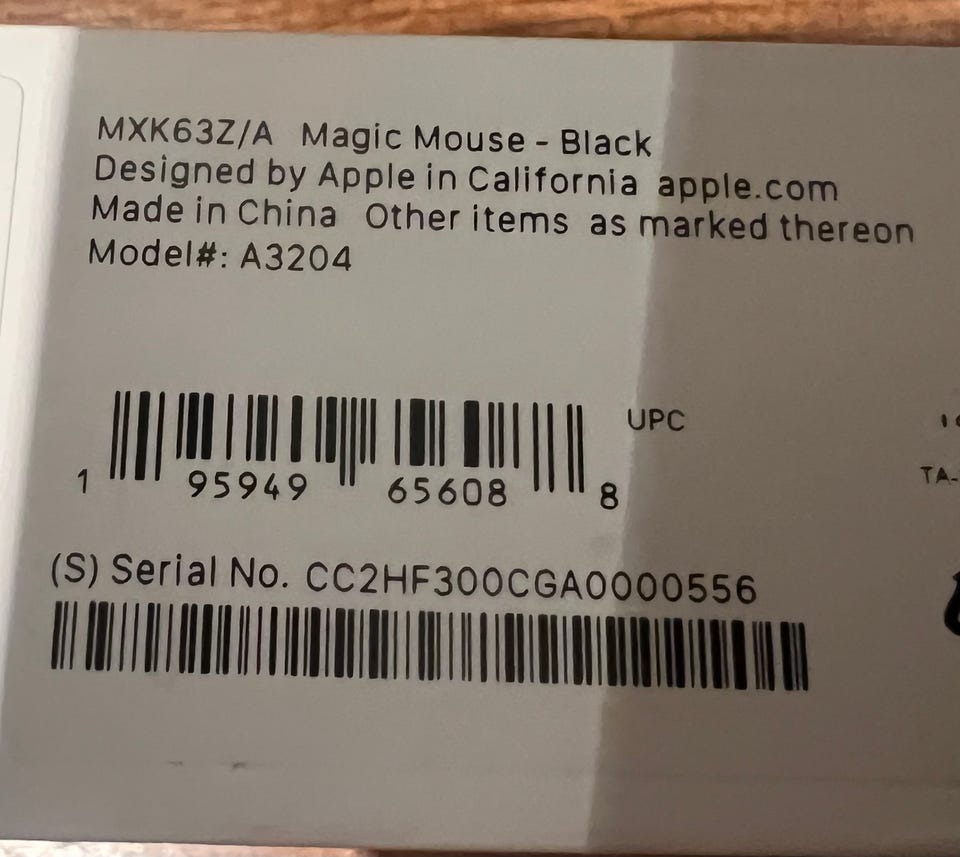 MXK63Z/A Magic Mouse - Black
Designed by Apple in California apple.com
Made in China Other items as marked thereon
Model#: A3204
UPC
1 95949 65608 8
TA-
(S) Serial No. CC2HF300CGA0000556